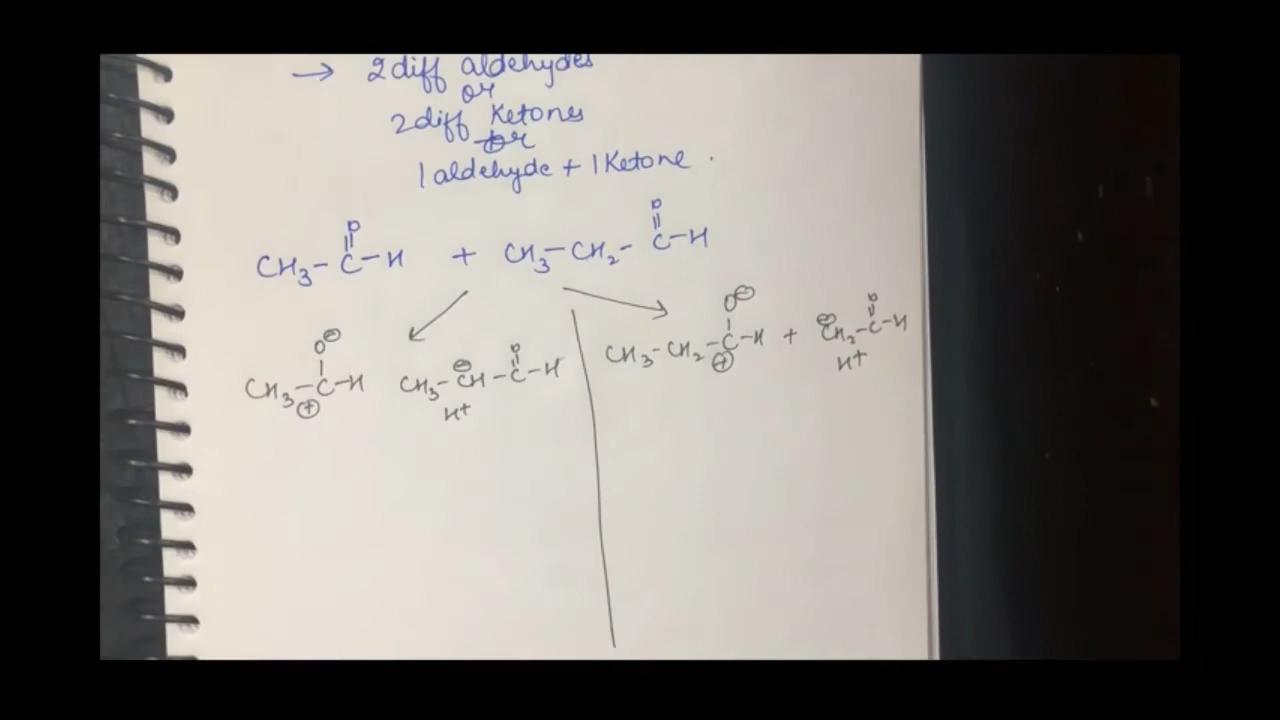 → 2 diff aldehydes
or
2 diff Ketones
or
1 aldehyde + 1 Ketone .
O O
|| ||
CH₃ – C – H + CH₃ – CH₂ – C – H
O⊖ O O⊖ O
| || | ||
CH₃ – C – H CH₃ – CH – C – H CH₃ – CH₂ – C – H + CH₂ – C – H
⊕ ⊖ H⁺ ⊕ ⊖ H⁺